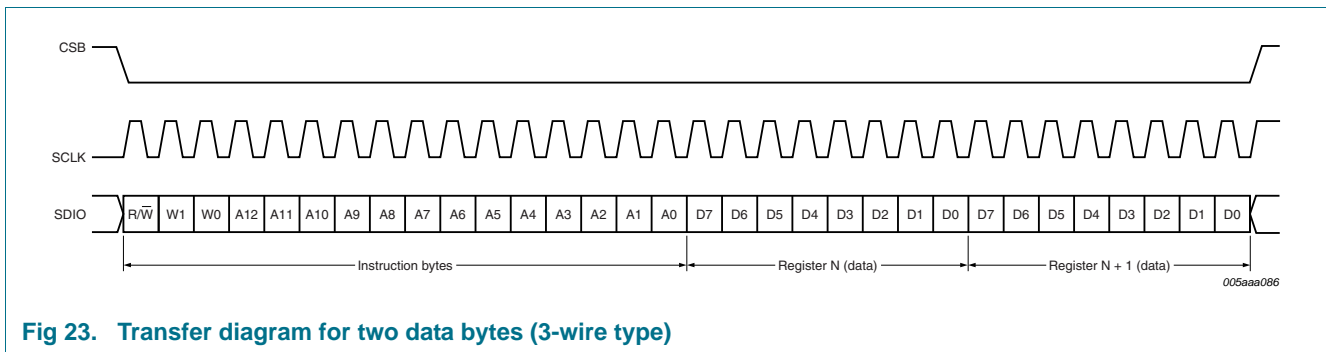 CSB
SCLK
SDIO R/W̅ W1 W0 A12 A11 A10 A9 A8 A7 A6 A5 A4 A3 A2 A1 A0 D7 D6 D5 D4 D3 D2 D1 D0 D7 D6 D5 D4 D3 D2 D1 D0
Instruction bytes Register N (data) Register N + 1 (data)
005aaa086
Fig 23. Transfer diagram for two data bytes (3-wire type)